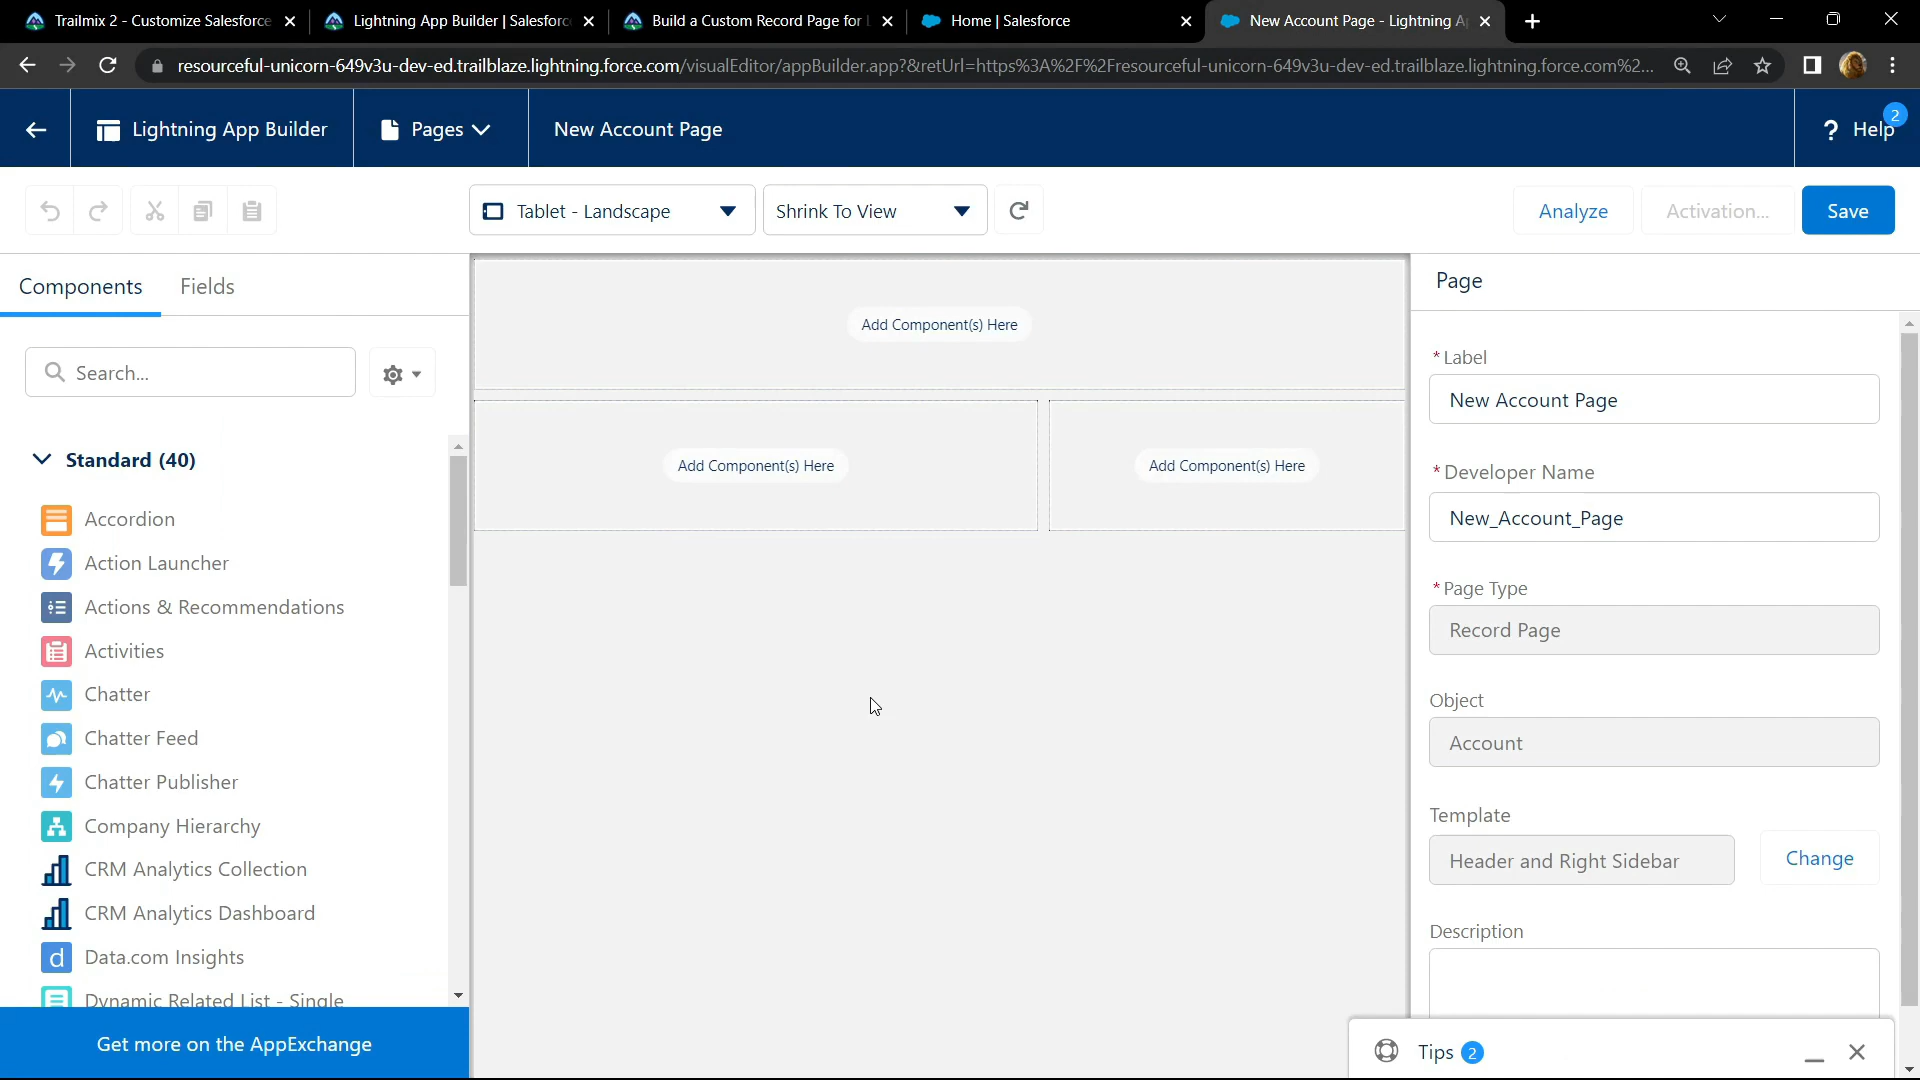 Trailmix 2 - Customize Salesforce
Lightning App Builder | Salesforc
Build a Custom Record Page for L
Home | Salesforce
New Account Page - Lightning Ap
resourceful-unicorn-649v3u-dev-ed.trailblaze.lightning.force.com/visualEditor/appBuilder.app?&retUrl=https%3A%2F%2Fresourceful-unicorn-649v3u-dev-ed.trailblaze.lightning.force.com%2...
Lightning App Builder
Pages
New Account Page
? Help
2
Tablet - Landscape
Shrink To View
Analyze
Activation...
Save
Components
Fields
Search...
Standard (40)
Accordion
Action Launcher
Actions & Recommendations
Activities
Chatter
Chatter Feed
Chatter Publisher
Company Hierarchy
CRM Analytics Collection
CRM Analytics Dashboard
d Data.com Insights
Dynamic Related List - Single
Get more on the AppExchange
Add Component(s) Here
Add Component(s) Here
Add Component(s) Here
Page
* Label
New Account Page
* Developer Name
New_Account_Page
* Page Type
Record Page
Object
Account
Template
Header and Right Sidebar
Change
Description
Tips 2